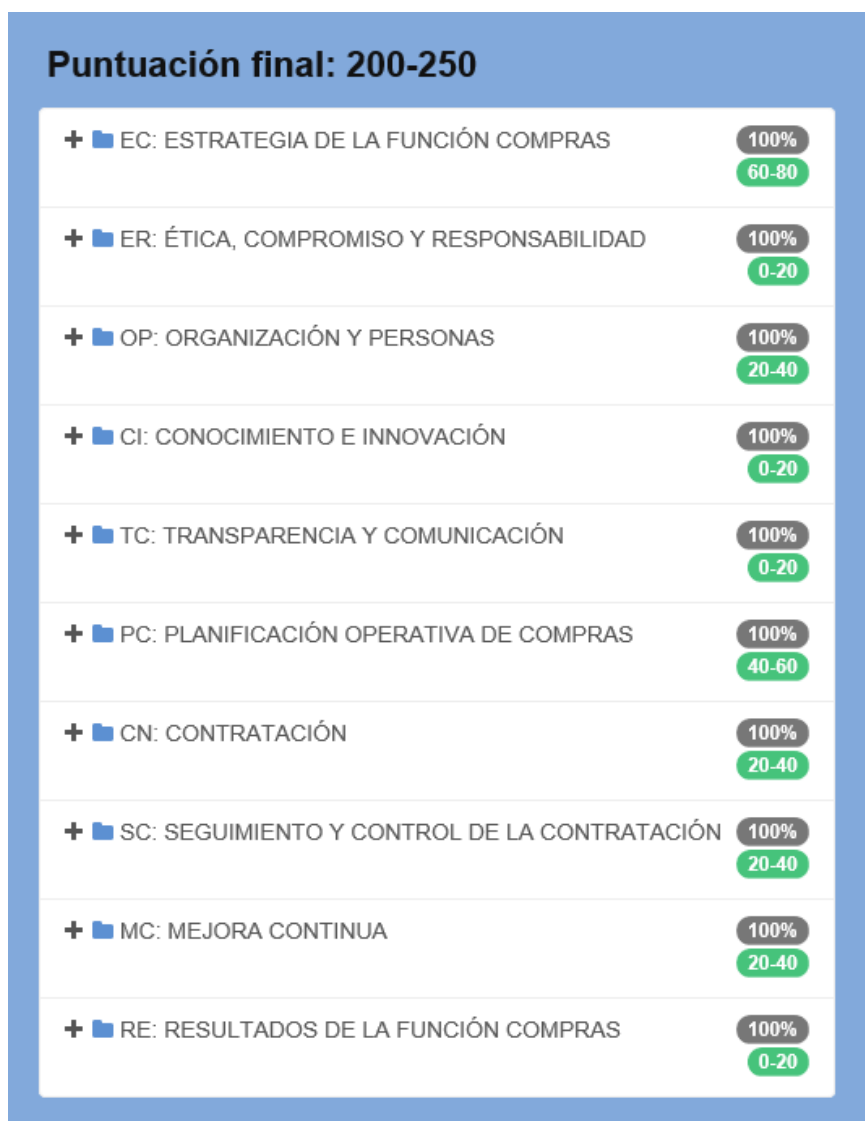 Puntuación final: 200-250
EC: ESTRATEGIA DE LA FUNCIÓN COMPRAS 100%
60-80
ER: ÉTICA, COMPROMISO Y RESPONSABILIDAD 100%
0-20
OP: ORGANIZACIÓN Y PERSONAS 100%
20-40
CI: CONOCIMIENTO E INNOVACIÓN 100%
0-20
TC: TRANSPARENCIA Y COMUNICACIÓN 100%
0-20
PC: PLANIFICACIÓN OPERATIVA DE COMPRAS 100%
40-60
CN: CONTRATACIÓN 100%
20-40
SC: SEGUIMIENTO Y CONTROL DE LA CONTRATACIÓN 100%
20-40
MC: MEJORA CONTINUA 100%
20-40
RE: RESULTADOS DE LA FUNCIÓN COMPRAS 100%
0-20